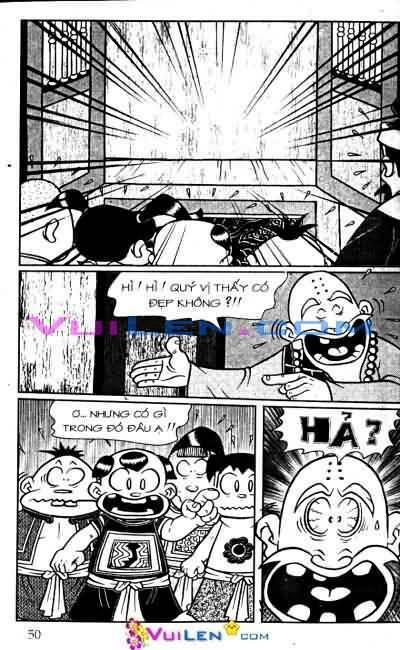 HÌ! HÌ! QUÝ VỊ THẤY CÓ
ĐẸP KHÔNG ?!!
VUILEN.COM
Ơ... NHƯNG CÓ GÌ
TRONG ĐÓ ĐÂU Ạ!!
HẢ?
50
VUILEN.COM